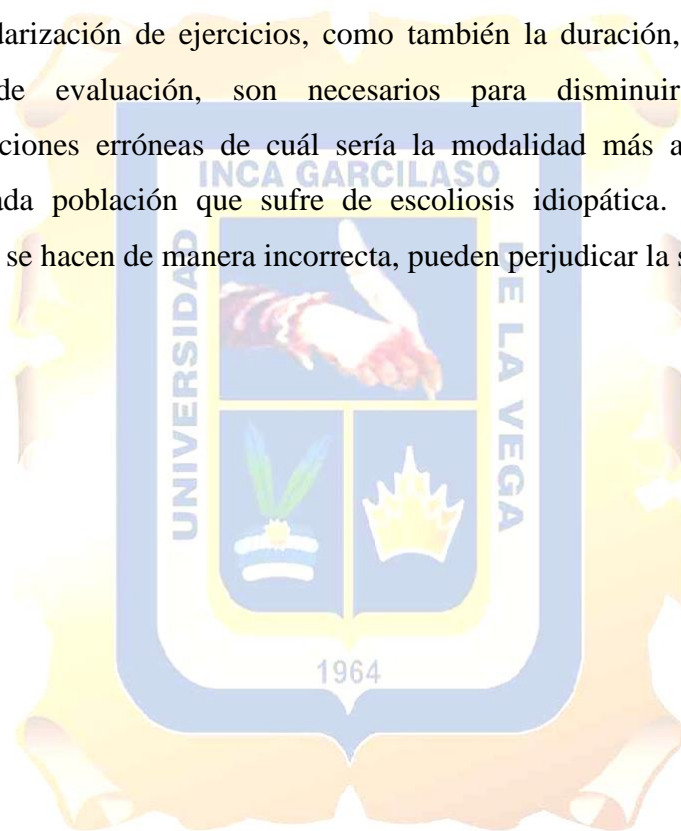 darización de ejercicios, como también la duración,
de evaluación, son necesarios para disminuir
ciones erróneas de cuál sería la modalidad más a
ada población que sufre de escoliosis idiopática.
se hacen de manera incorrecta, pueden perjudicar la s
INCA GARCILASO
UNIVERSIDAD
DE LA VEGA
1964